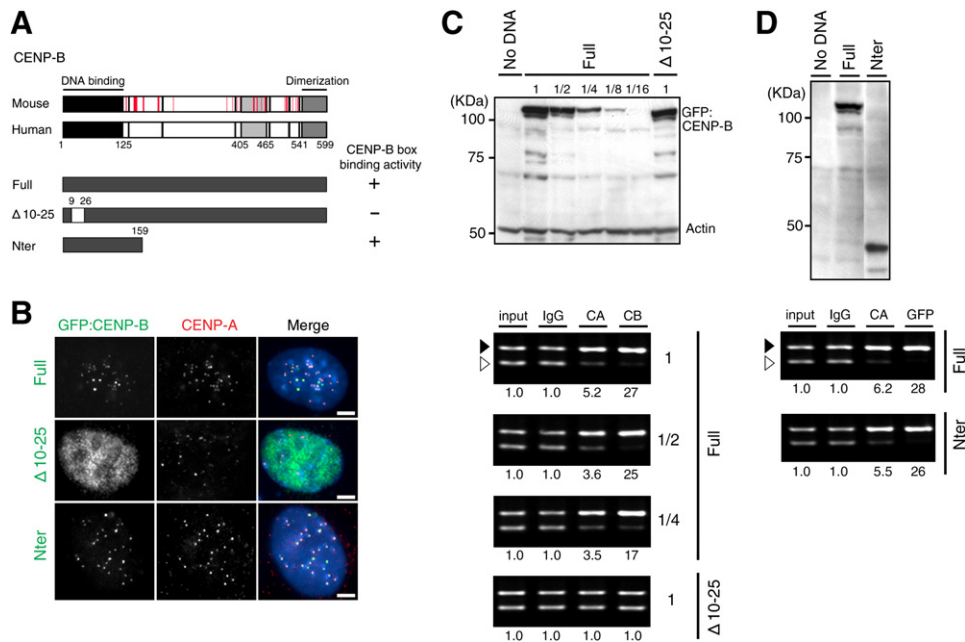 A
CENP-B
DNA binding
Dimerization
Mouse
Human
1
125
405
465
541
599
CENP-B box
binding activity
Full
+
9 26
Δ 10-25
−
159
Nter
+
B
GFP:CENP-B
CENP-A
Merge
Full
Δ 10-25
Nter
C
No DNA
Full
Δ 10-25
1
1/2
1/4
1/8
1/16
1
(KDa)
100
75
50
GFP:
CENP-B
Actin
input
IgG
CA
CB
1
1.0
1.0
5.2
27
1/2
1.0
1.0
3.6
25
1/4
1.0
1.0
3.5
17
Full
1
1.0
1.0
1.0
1.0
Δ 10-25
D
No DNA
Full
Nter
(KDa)
100
75
50
input
IgG
CA
GFP
1.0
1.0
6.2
28
Full
1.0
1.0
5.5
26
Nter